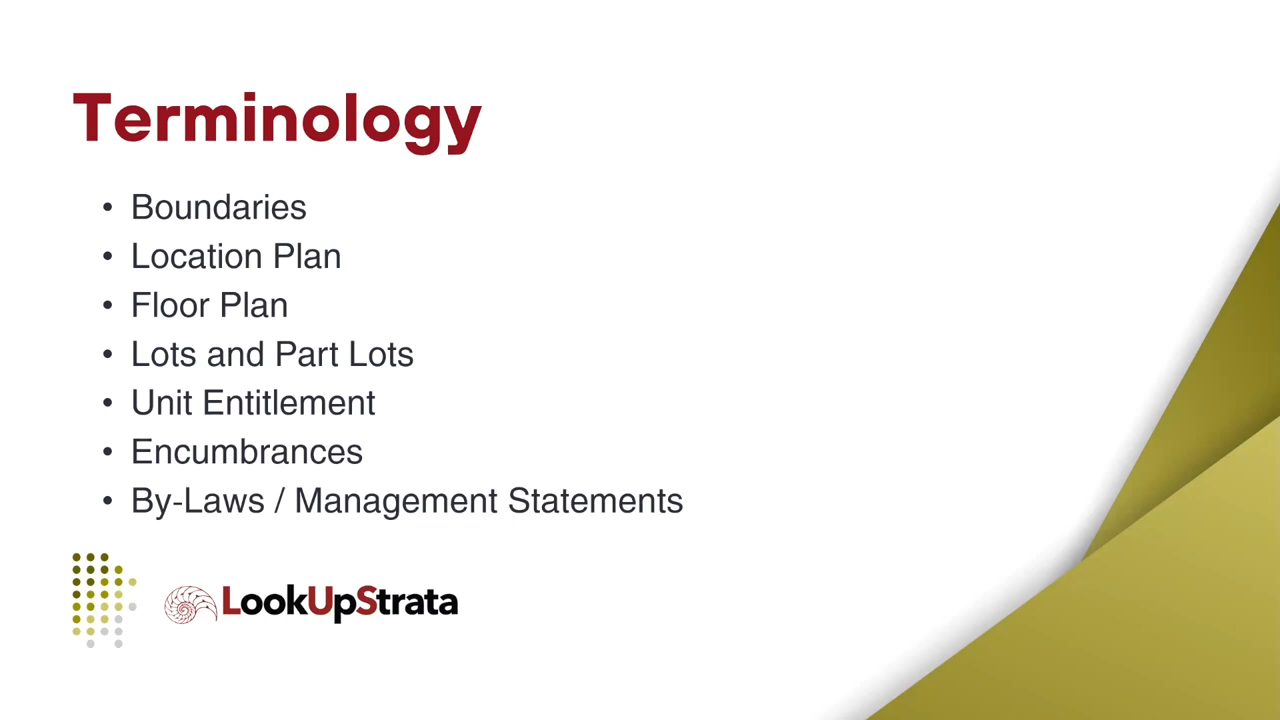 Terminology
• Boundaries
• Location Plan
• Floor Plan
• Lots and Part Lots
• Unit Entitlement
• Encumbrances
• By-Laws / Management Statements
LookUpStrata